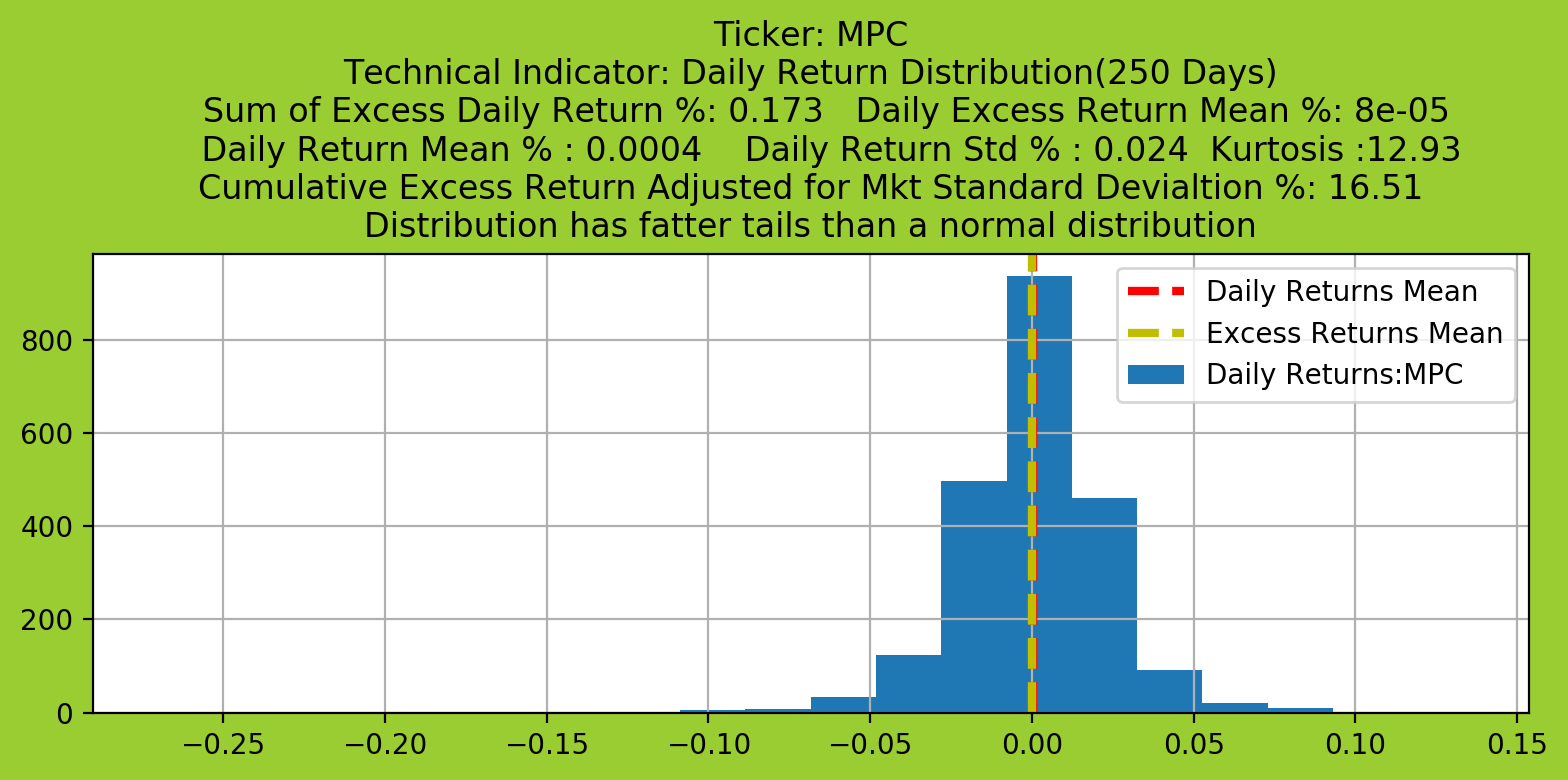 Ticker: MPC
Technical Indicator: Daily Return Distribution(250 Days)
Sum of Excess Daily Return %: 0.173   Daily Excess Return Mean %: 8e-05
Daily Return Mean % : 0.0004    Daily Return Std % : 0.024  Kurtosis :12.93
Cumulative Excess Return Adjusted for Mkt Standard Devialtion %: 16.51
Distribution has fatter tails than a normal distribution
Daily Returns Mean
Excess Returns Mean
Daily Returns:MPC
800
600
400
200
0
−0.25 −0.20 −0.15 −0.10 −0.05 0.00 0.05 0.10 0.15